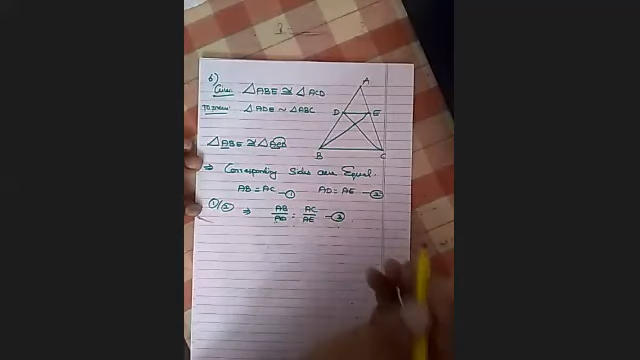 6)
Given △ABE ≅ △ACD
To prove: △ADE ~ △ABC
A
D E
B C
△ABE ≅ △ACD
⇒ Corresponding Sides are Equal.
AB = AC —① AD = AE —②
①/② ⇒ AB/AD = AC/AE —③